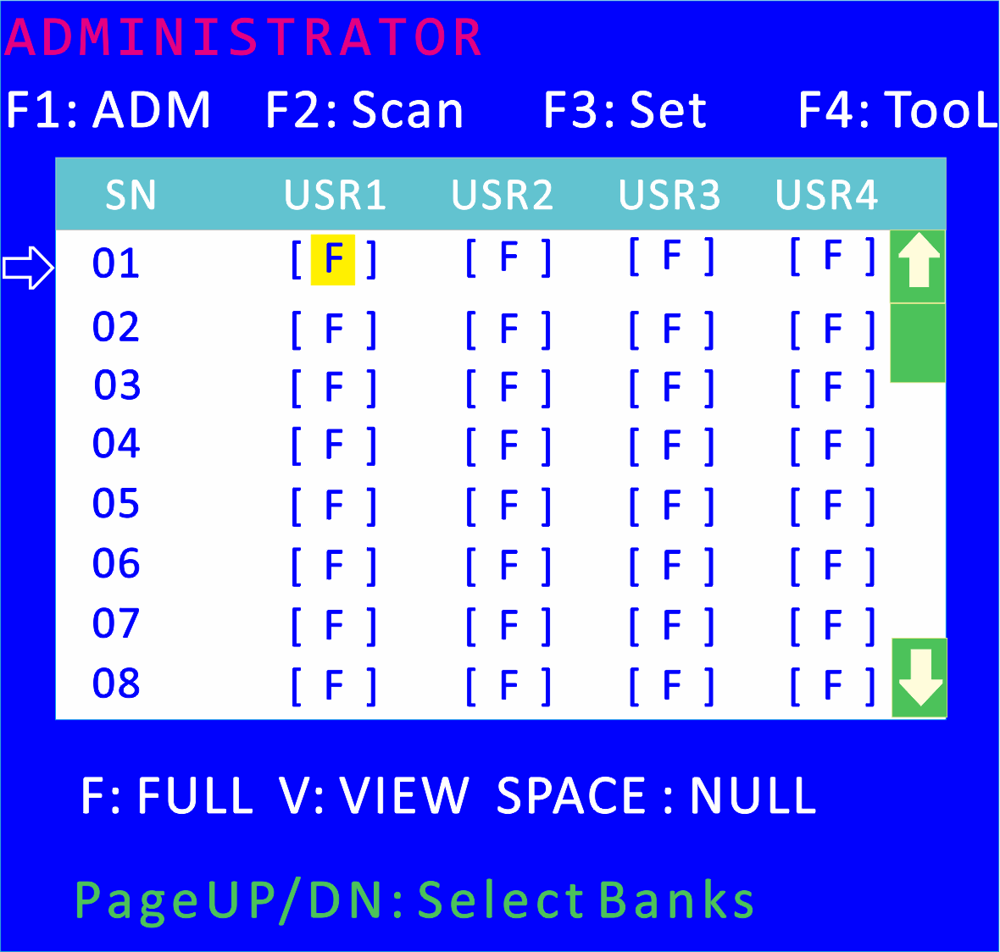 ADMINISTRATOR
F1: ADM F2: Scan F3: Set F4: TooL
SN USR1 USR2 USR3 USR4
01 [ F ] [ F ] [ F ] [ F ]
02 [ F ] [ F ] [ F ] [ F ]
03 [ F ] [ F ] [ F ] [ F ]
04 [ F ] [ F ] [ F ] [ F ]
05 [ F ] [ F ] [ F ] [ F ]
06 [ F ] [ F ] [ F ] [ F ]
07 [ F ] [ F ] [ F ] [ F ]
08 [ F ] [ F ] [ F ] [ F ]
F: FULL V: VIEW SPACE : NULL
PageUP/DN: Select Banks